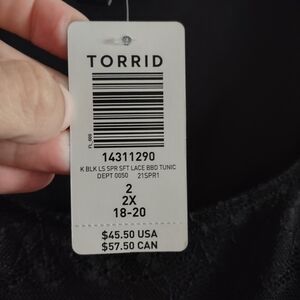 TORRID
FL_006
14311290
K BLK LS SPR SFT LACE BBD TUNIC
DEPT 0050 21SPR1
2
2X
18-20
$45.50 USA
$57.50 CAN